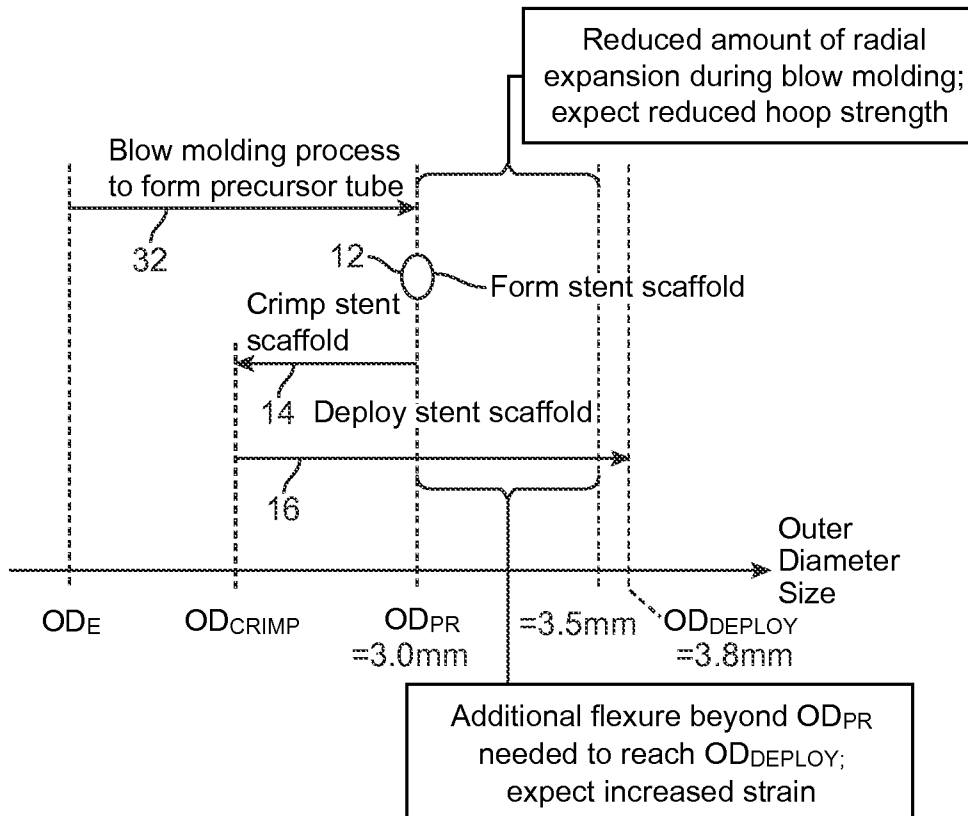 Reduced amount of radial
expansion during blow molding;
expect reduced hoop strength
Blow molding process
to form precursor tube
32
12
Form stent scaffold
Crimp stent
scaffold
14
Deploy stent scaffold
16
Outer
Diameter
Size
ODE
ODCRIMP
ODPR
=3.0mm
=3.5mm
ODDEPLOY
=3.8mm
Additional flexure beyond ODPR
needed to reach ODDEPLOY;
expect increased strain